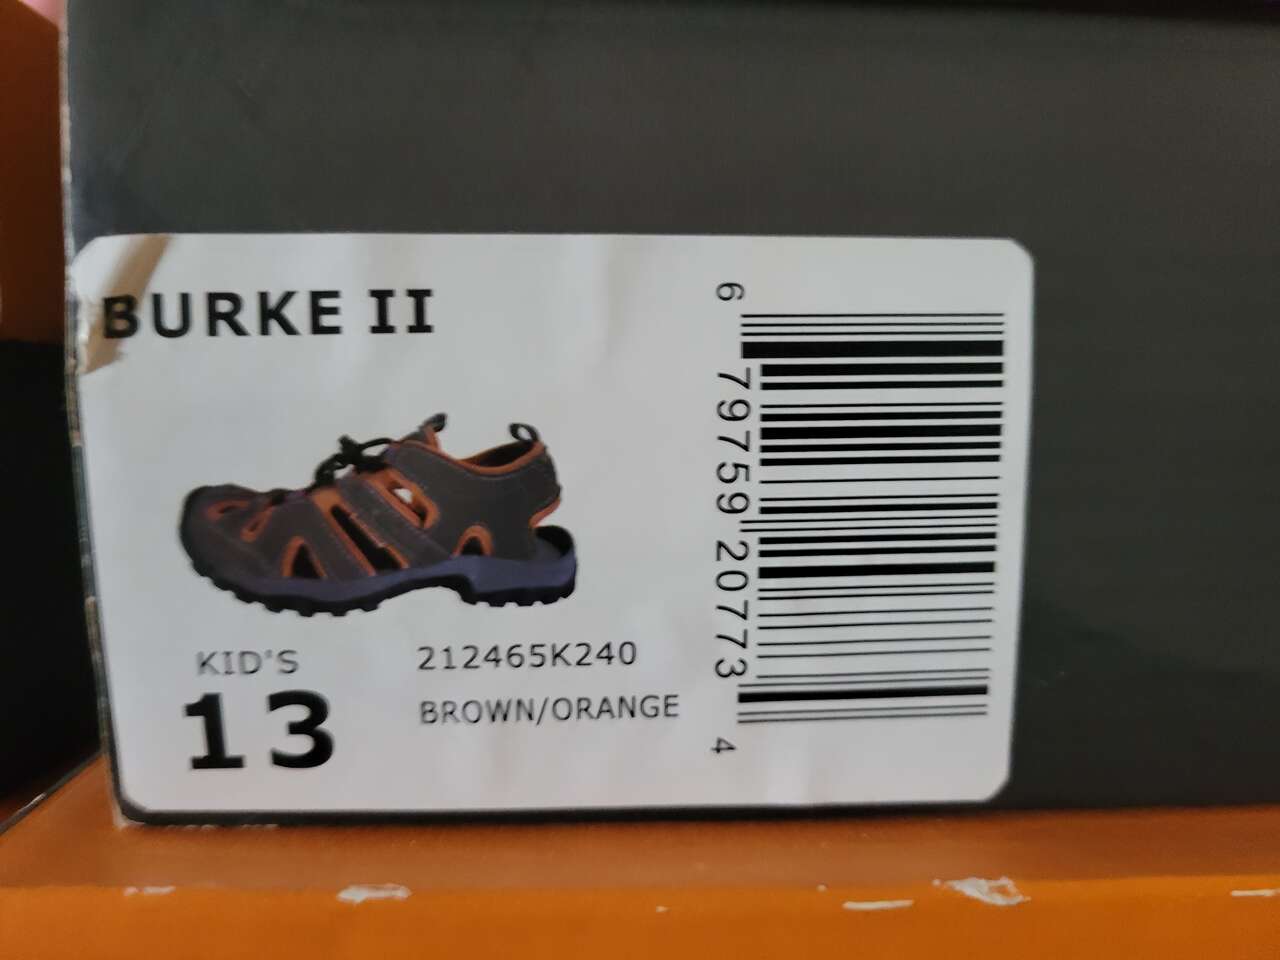 BURKE II
KID'S
13
212465K240
BROWN/ORANGE
6 79759 20773 4